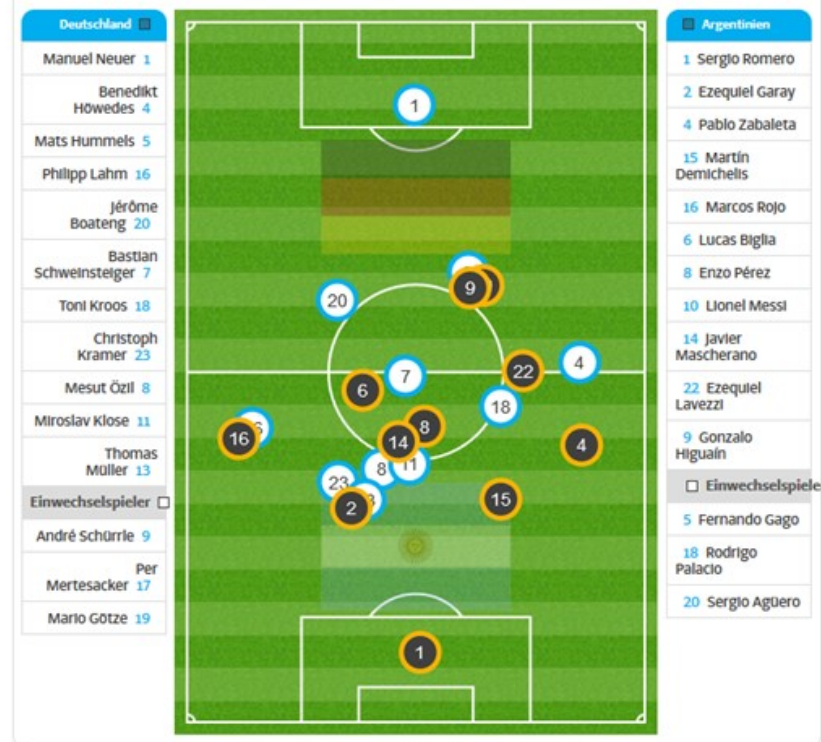 Deutschland
Manuel Neuer 1
Benedikt
Höwedes 4
Mats Hummels 5
Philipp Lahm 16
Jérôme
Boateng 20
Bastian
Schweinsteiger 7
Toni Kroos 18
Christoph
Kramer 23
Mesut Özil 8
Miroslav Klose 11
Thomas
Müller 13
Einwechselspieler
André Schürrle 9
Per
Mertesacker 17
Mario Götze 19
1
9
20
4
22
7
6
18
16
8
14
4
11
8
23
15
2
1
Argentinien
1 Sergio Romero
2 Ezequiel Garay
4 Pablo Zabaleta
15 Martín
Demichelis
16 Marcos Rojo
6 Lucas Biglia
8 Enzo Pérez
10 Lionel Messi
14 Javier
Mascherano
22 Ezequiel
Lavezzi
9 Gonzalo
Higuaín
Einwechselspiele
5 Fernando Gago
18 Rodrigo
Palacio
20 Sergio Agüero